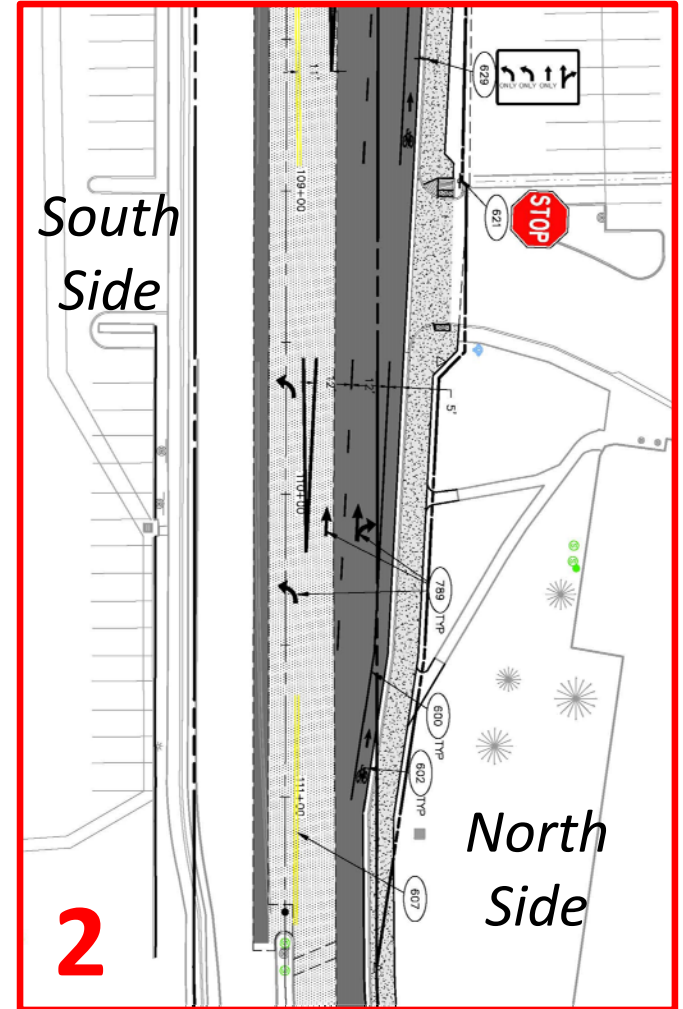 629
ONLY ONLY ONLY
11'
109+00
621
STOP
South
Side
12'
12'
5'
110+00
789 TYP
600 TYP
602 TYP
111+00
607
North
Side
2